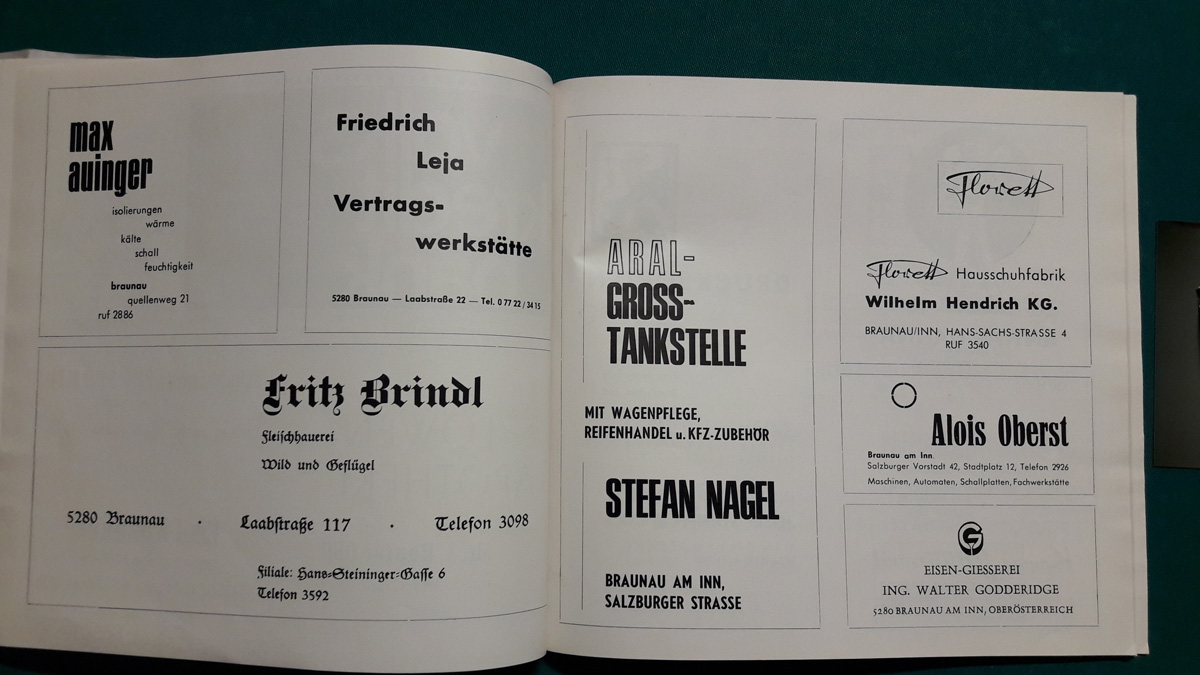 max
auinger
isolierungen
wärme
kälte
schall
feuchtigkeit
braunau
quellenweg 21
ruf 2886
Friedrich
Leja
Vertrags-
werkstätte
5280 Braunau — Laabstraße 22 — Tel. 0 77 22 / 34 15
Fritz Brindl
Fleischhauerei
Wild und Geflügel
5280 Braunau · Laabstraße 117 · Telefon 3098
Filiale: Hans-Steininger-Gasse 6
Telefon 3592
ARAL-
GROSS-
TANKSTELLE
MIT WAGENPFLEGE,
REIFENHANDEL u. KFZ-ZUBEHÖR
STEFAN NAGEL
BRAUNAU AM INN,
SALZBURGER STRASSE
Florett
Florett Hausschuhfabrik
Wilhelm Hendrich KG.
BRAUNAU/INN, HANS-SACHS-STRASSE 4
RUF 3540
Alois Oberst
Braunau am Inn.
Salzburger Vorstadt 42, Stadtplatz 12, Telefon 2926
Maschinen, Automaten, Schallplatten, Fachwerkstätte
G
EISEN-GIESSEREI
ING. WALTER GODDERIDGE
5280 BRAUNAU AM INN, OBERÖSTERREICH